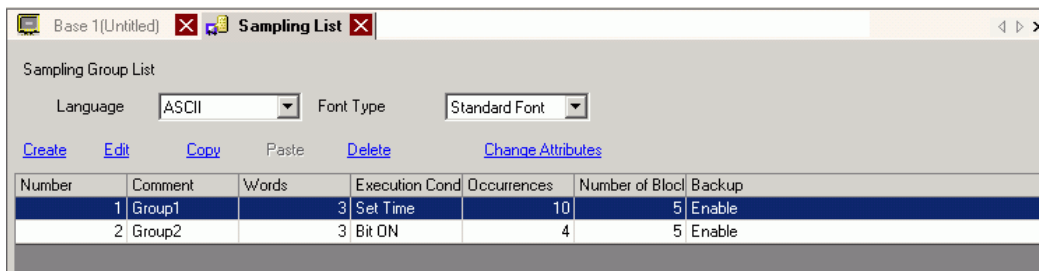 Base 1(Untitled) Sampling List
Sampling Group List
Language ASCII Font Type Standard Font
Create Edit Copy Paste Delete Change Attributes
Number Comment Words Execution Cond Occurrences Number of Blocl Backup
1 Group1 3 Set Time 10 5 Enable
2 Group2 3 Bit ON 4 5 Enable